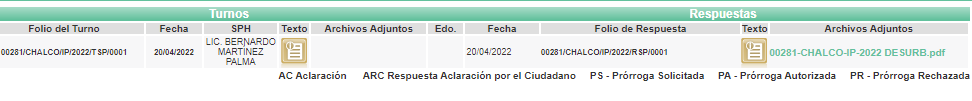 Turnos Respuestas
Folio del Turno Fecha SPH Texto Archivos Adjuntos Edo. Fecha Folio de Respuesta Texto Archivos Adjuntos
00281/CHALCO/IP/2022/TSP/0001 20/04/2022 LIC. BERNARDO MARTINEZ PALMA 20/04/2022 00281/CHALCO/IP/2022/RSP/0001 00281-CHALCO-IP-2022 DESURB.pdf
AC Aclaración ARC Respuesta Aclaración por el Ciudadano PS - Prórroga Solicitada PA - Prórroga Autorizada PR - Prórroga Rechazada